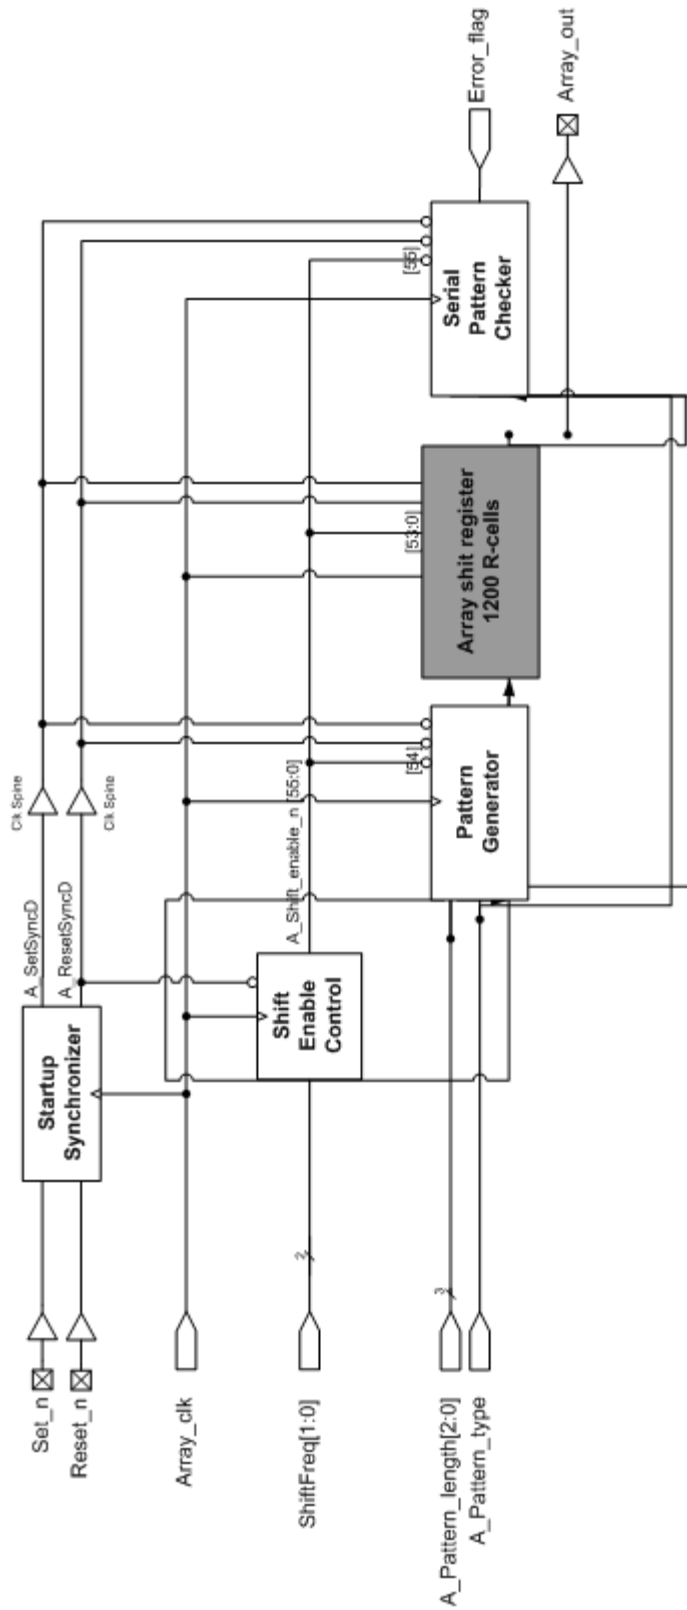 Set_n
Reset_n
Array_clk
ShiftFreq[1:0]
A_Pattern_length[2:0]
A_Pattern_type
2
3
Startup
Synchronizer
A_SetSyncD
A_ResetSyncD
Clk Spine
Clk Spine
Shift
Enable
Control
A_Shift_enable_n [55:0]
[54]
Pattern
Generator
[53:0]
Array shit register
1200 R-cells
[55]
Serial
Pattern
Checker
Error_flag
Array_out